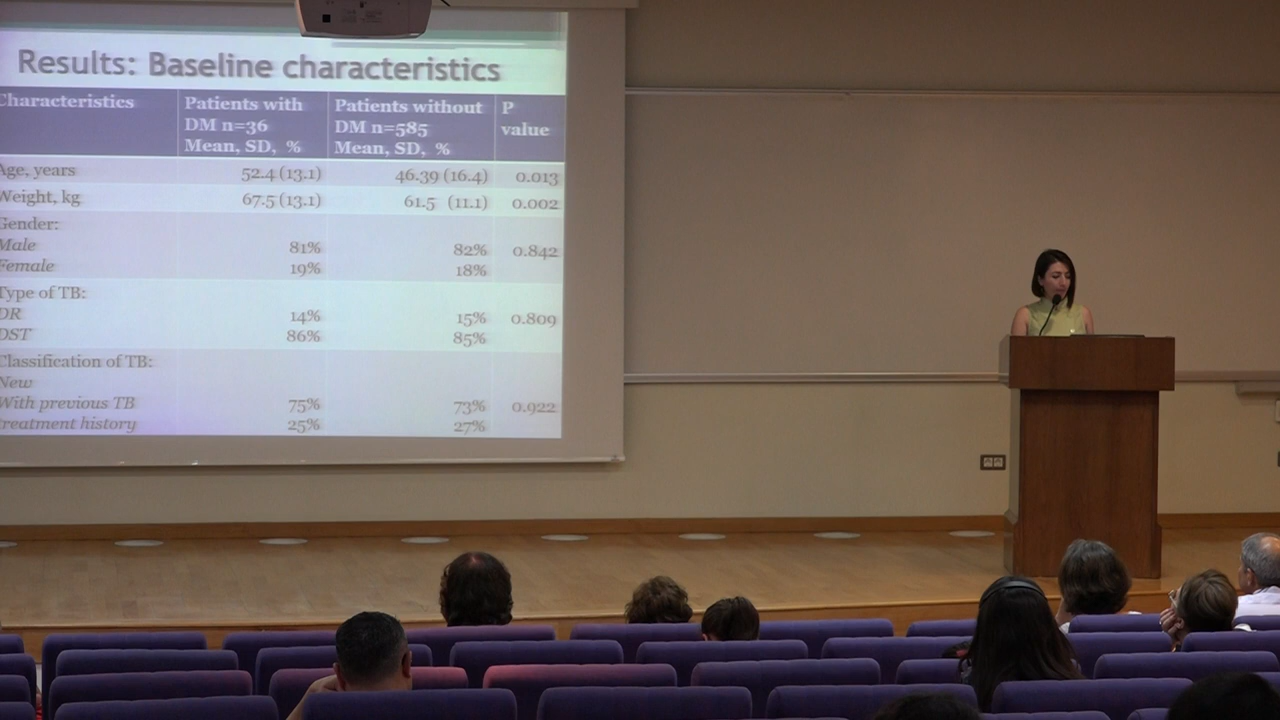 Results: Baseline characteristics
Characteristics Patients with DM n=36 Mean, SD, % Patients without DM n=585 Mean, SD, % P value
Age, years 52.4 (13.1) 46.39 (16.4) 0.013
Weight, kg 67.5 (13.1) 61.5 (11.1) 0.002
Gender:
Male 81% 82% 0.842
Female 19% 18%
Type of TB:
DR 14% 15% 0.809
DST 86% 85%
Classification of TB:
New
With previous TB 75% 73% 0.922
treatment history 25% 27%